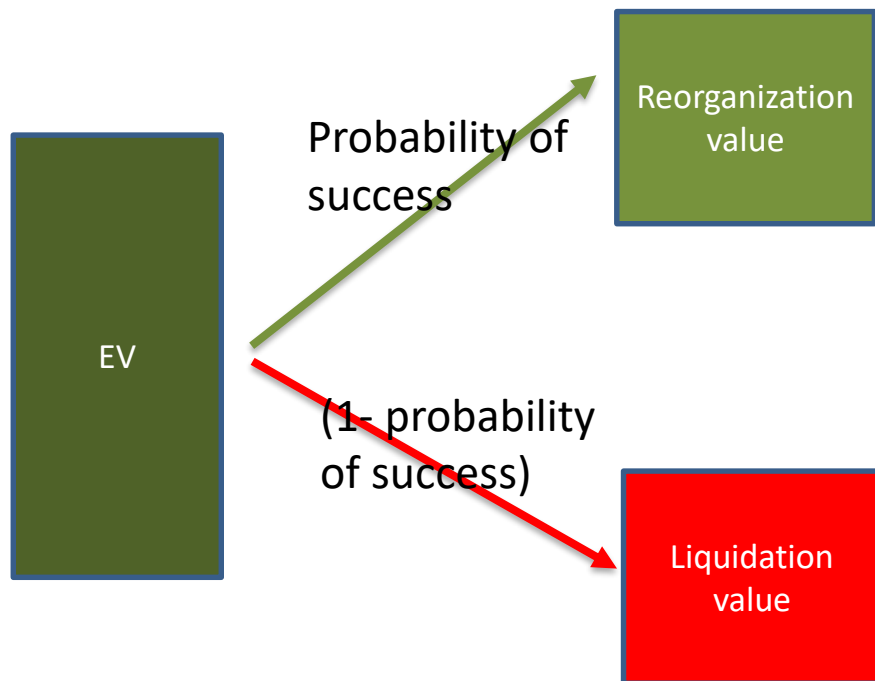 Reorganization
value
Probability of
success
EV
(1- probability
of success)
Liquidation
value